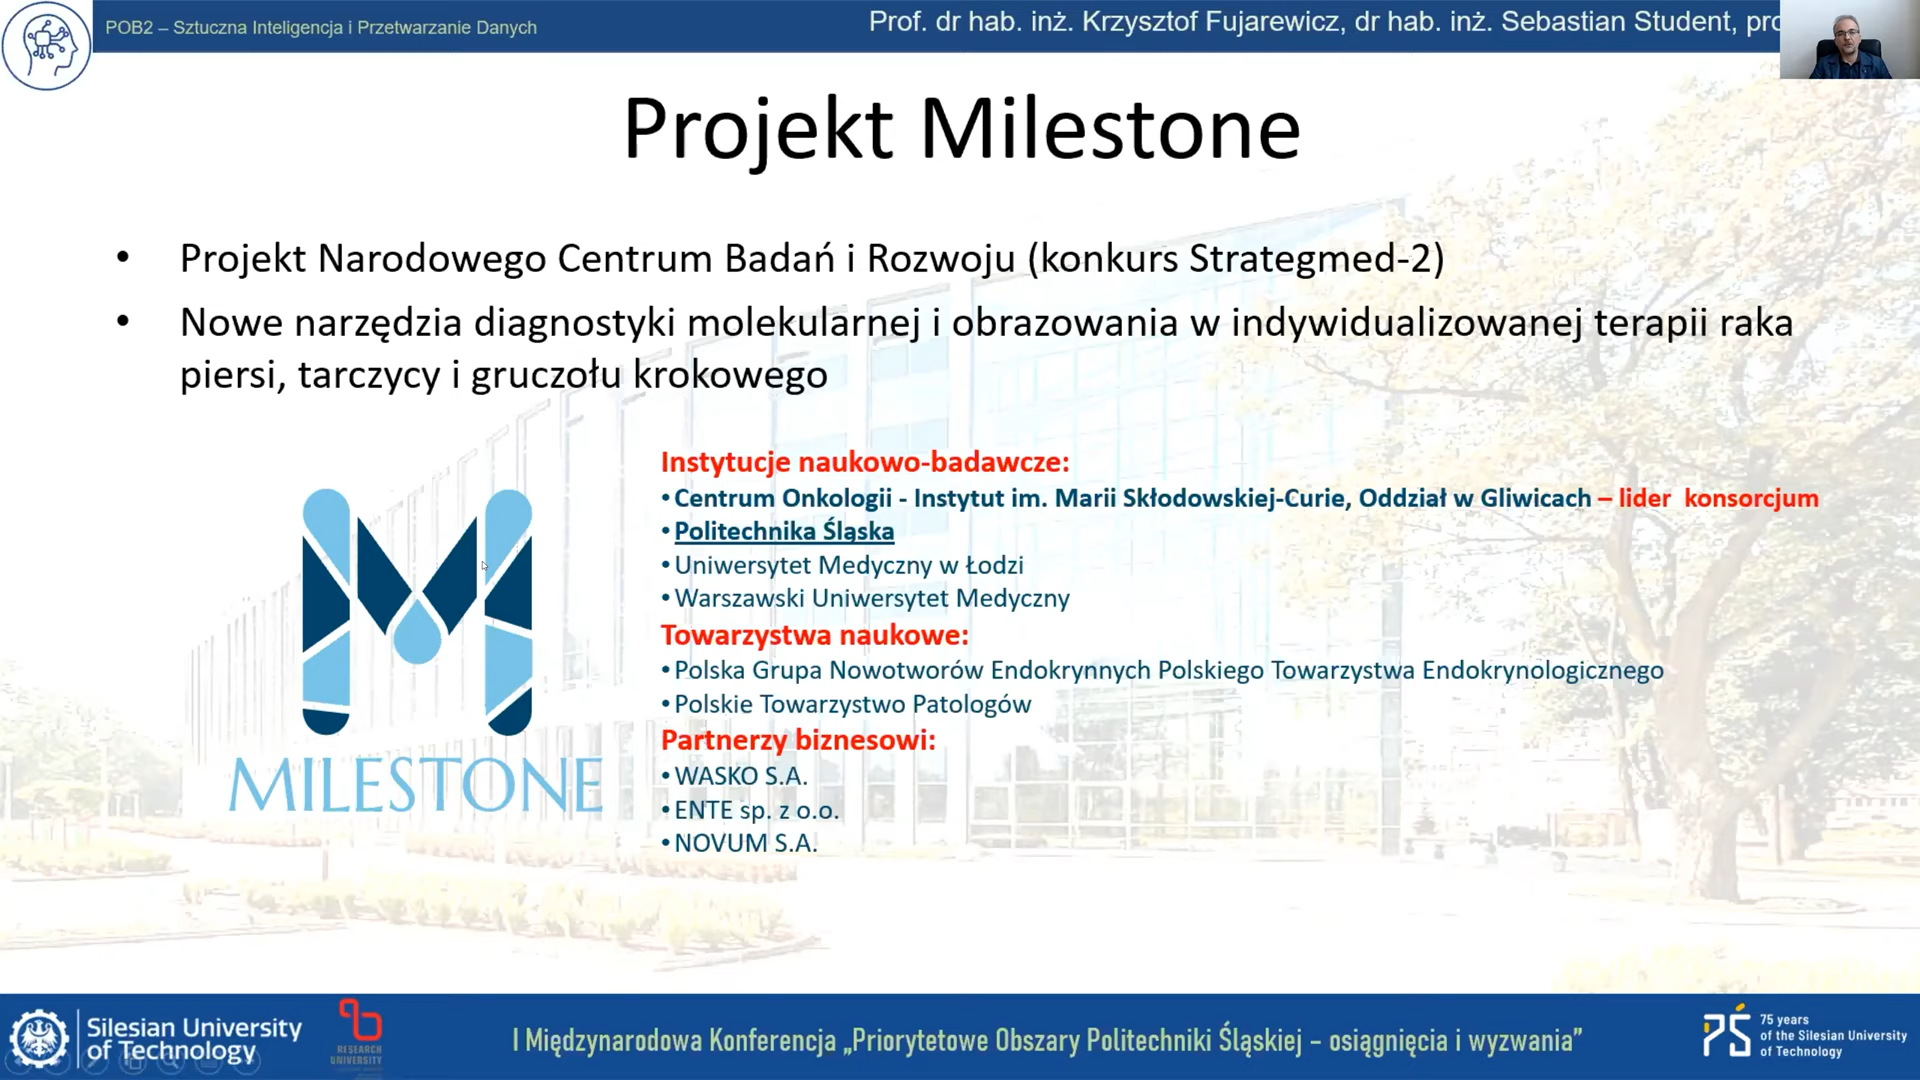 POB2 – Sztuczna Inteligencja i Przetwarzanie Danych
Prof. dr hab. inż. Krzysztof Fujarewicz, dr hab. inż. Sebastian Student, pro
Projekt Milestone
• Projekt Narodowego Centrum Badań i Rozwoju (konkurs Strategmed-2)
• Nowe narzędzia diagnostyki molekularnej i obrazowania w indywidualizowanej terapii raka
piersi, tarczycy i gruczołu krokowego
MILESTONE
Instytucje naukowo-badawcze:
• Centrum Onkologii - Instytut im. Marii Skłodowskiej-Curie, Oddział w Gliwicach – lider konsorcjum
• Politechnika Śląska
• Uniwersytet Medyczny w Łodzi
• Warszawski Uniwersytet Medyczny
Towarzystwa naukowe:
• Polska Grupa Nowotworów Endokrynnych Polskiego Towarzystwa Endokrynologicznego
• Polskie Towarzystwo Patologów
Partnerzy biznesowi:
• WASKO S.A.
• ENTE sp. z o.o.
• NOVUM S.A.
Silesian University
of Technology
RESEARCH
UNIVERSITY
I Międzynarodowa Konferencja „Priorytetowe Obszary Politechniki Śląskiej – osiągnięcia i wyzwania”
75 years
of the Silesian University
of Technology